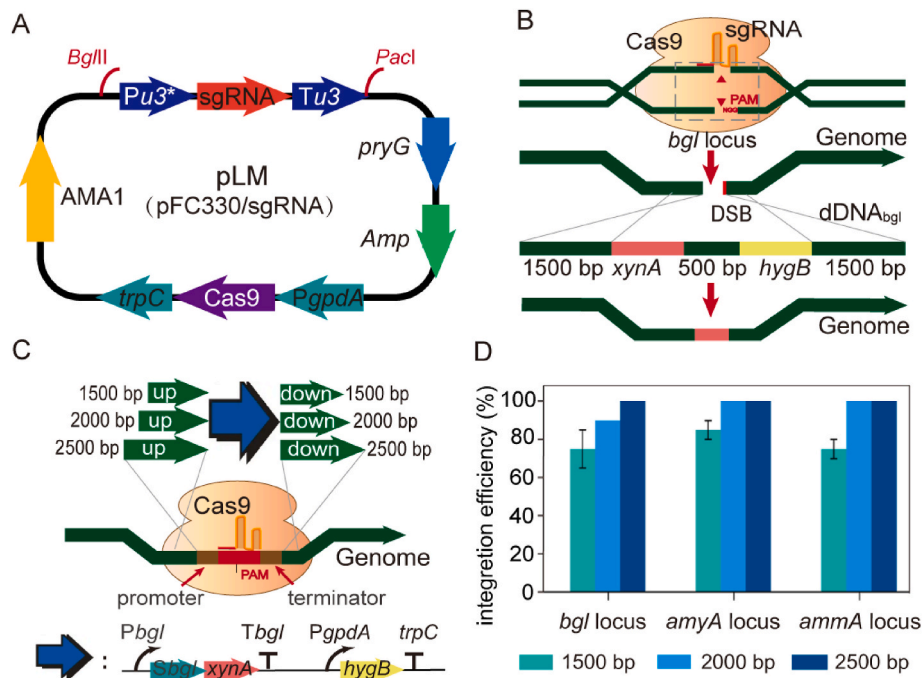 A
BglII
PacI
Pu3*
sgRNA
Tu3
pryG
AMA1
pLM
(pFC330/sgRNA)
Amp
trpC
Cas9
PgpdA
B
sgRNA
Cas9
PAM
NGG
bgl locus
Genome
DSB
dDNAbgl
1500 bp xynA 500 bp hygB 1500 bp
Genome
C
1500 bp up down 1500 bp
2000 bp up down 2000 bp
2500 bp up down 2500 bp
Cas9
Genome
PAM
promoter terminator
Pbgl Tbgl PgpdA trpC
: Sbgl xynA hygB
D
integretion efficiency (%)
100
80
60
40
20
0
bgl locus amyA locus ammA locus
1500 bp 2000 bp 2500 bp